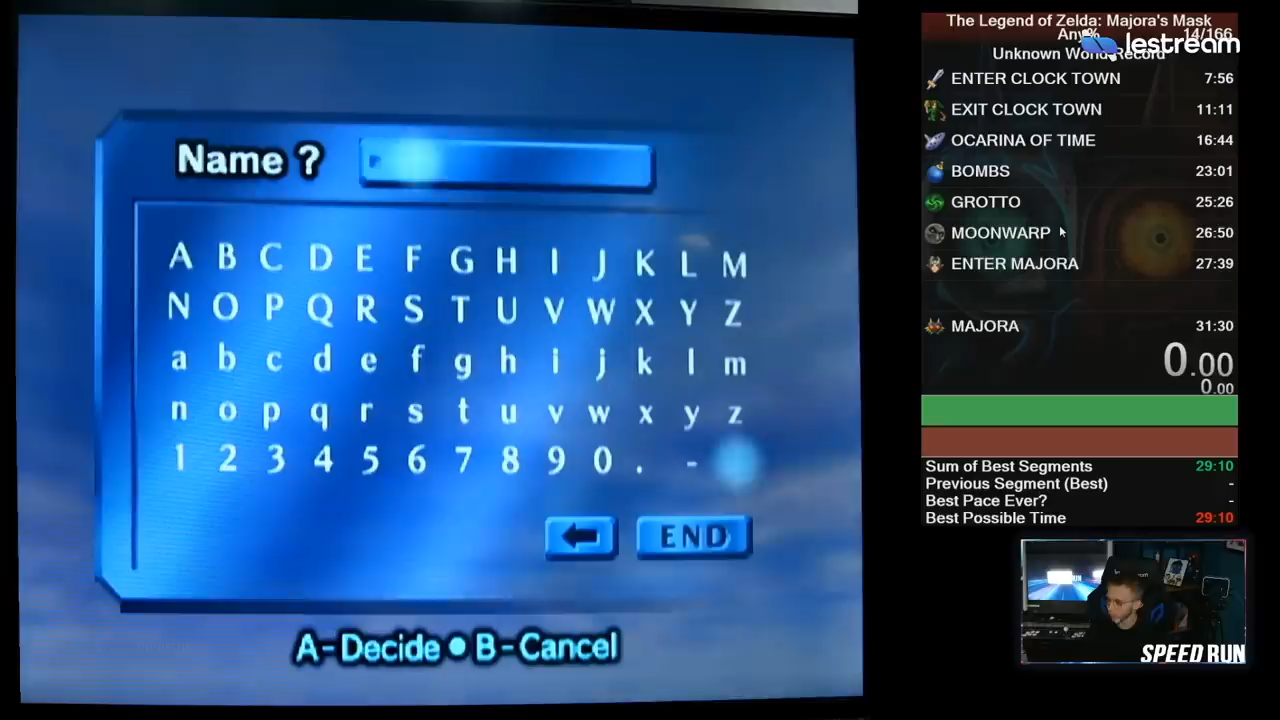 Name ?
A B C D E F G H I J K L M
N O P Q R S T U V W X Y Z
a b c d e f g h i j k l m
n o p q r s t u v w x y z
1 2 3 4 5 6 7 8 9 0 . -
END
A-Decide • B-Cancel
The Legend of Zelda: Majora's Mask
Any% 14/166
lestream
Unknown World Record
ENTER CLOCK TOWN 7:56
EXIT CLOCK TOWN 11:11
OCARINA OF TIME 16:44
BOMBS 23:01
GROTTO 25:26
MOONWARP 26:50
ENTER MAJORA 27:39
MAJORA 31:30
0.00
0.00
Sum of Best Segments 29:10
Previous Segment (Best) -
Best Pace Ever? -
Best Possible Time 29:10
SPEED RUN